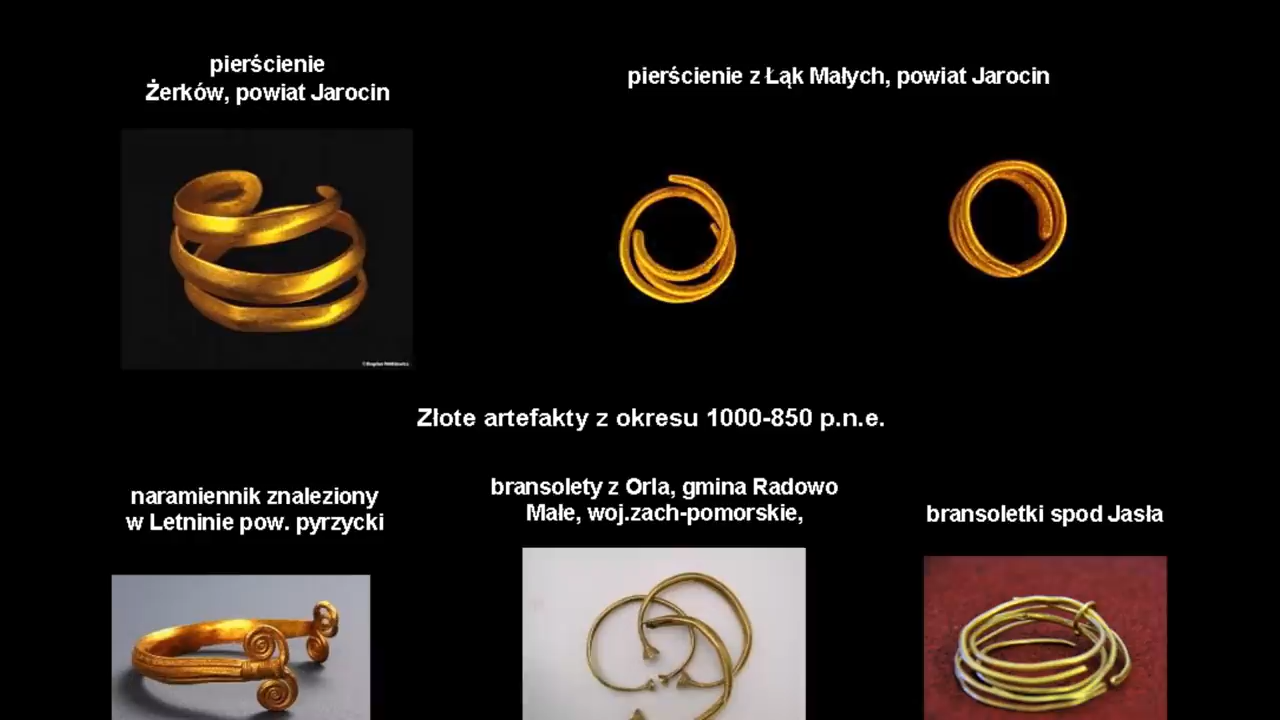 pierścienie
Żerków, powiat Jarocin
pierścienie z Łąk Małych, powiat Jarocin
Złote artefakty z okresu 1000-850 p.n.e.
naramiennik znaleziony
w Letninie pow. pyrzycki
bransolety z Orla, gmina Radowo
Małe, woj.zach-pomorskie,
bransoletki spod Jasła